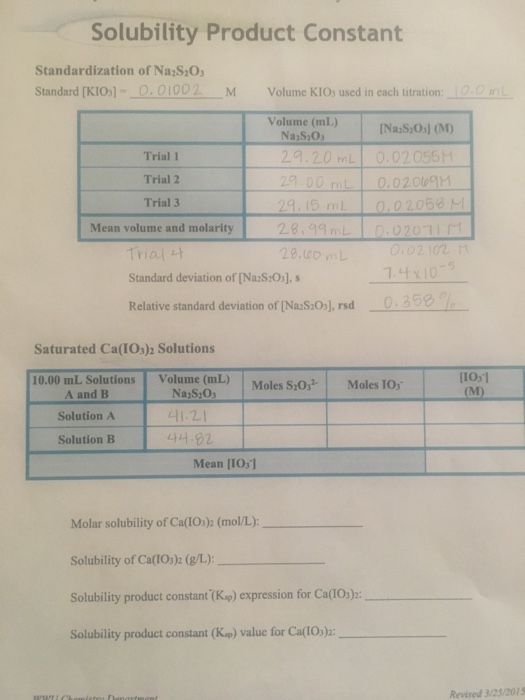 Solubility Product Constant
Standardization of Na₂S₂O₃
Standard [KIO₃] = 0.01002 M Volume KIO₃ used in each titration: 10.0 mL
Volume (mL) Na₂S₂O₃ [Na₂S₂O₃] (M)
Trial 1 29.20 mL 0.02055M
Trial 2 29.00 mL 0.02069M
Trial 3 29.15 mL 0.02058 M
Mean volume and molarity 28.99 mL 0.02071 M
Trial 4 28.60 mL 0.02102 M
Standard deviation of [Na₂S₂O₃], s 7.4x10⁻⁵
Relative standard deviation of [Na₂S₂O₃], rsd 0.358%
Saturated Ca(IO₃)₂ Solutions
10.00 mL Solutions A and B Volume (mL) Na₂S₂O₃ Moles S₂O₃²⁻ Moles IO₃⁻ [IO₃⁻] (M)
Solution A 41.21
Solution B 44.82
Mean [IO₃⁻]
Molar solubility of Ca(IO₃)₂ (mol/L):
Solubility of Ca(IO₃)₂ (g/L):
Solubility product constant (Kₛₚ) expression for Ca(IO₃)₂:
Solubility product constant (Kₛₚ) value for Ca(IO₃)₂:
WWU Chemistry Department Revised 3/25/2015